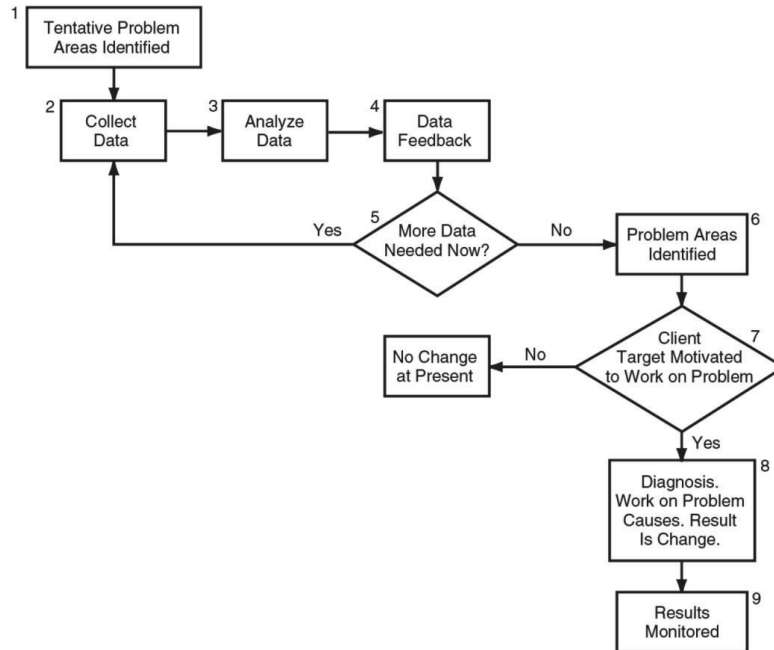 1
Tentative Problem
Areas Identified
2
Collect
Data
3
Analyze
Data
4
Data
Feedback
5
More Data
Needed Now?
Yes
No
6
Problem Areas
Identified
7
Client
Target Motivated
to Work on Problem
No
No Change
at Present
Yes
8
Diagnosis.
Work on Problem
Causes. Result
Is Change.
9
Results
Monitored